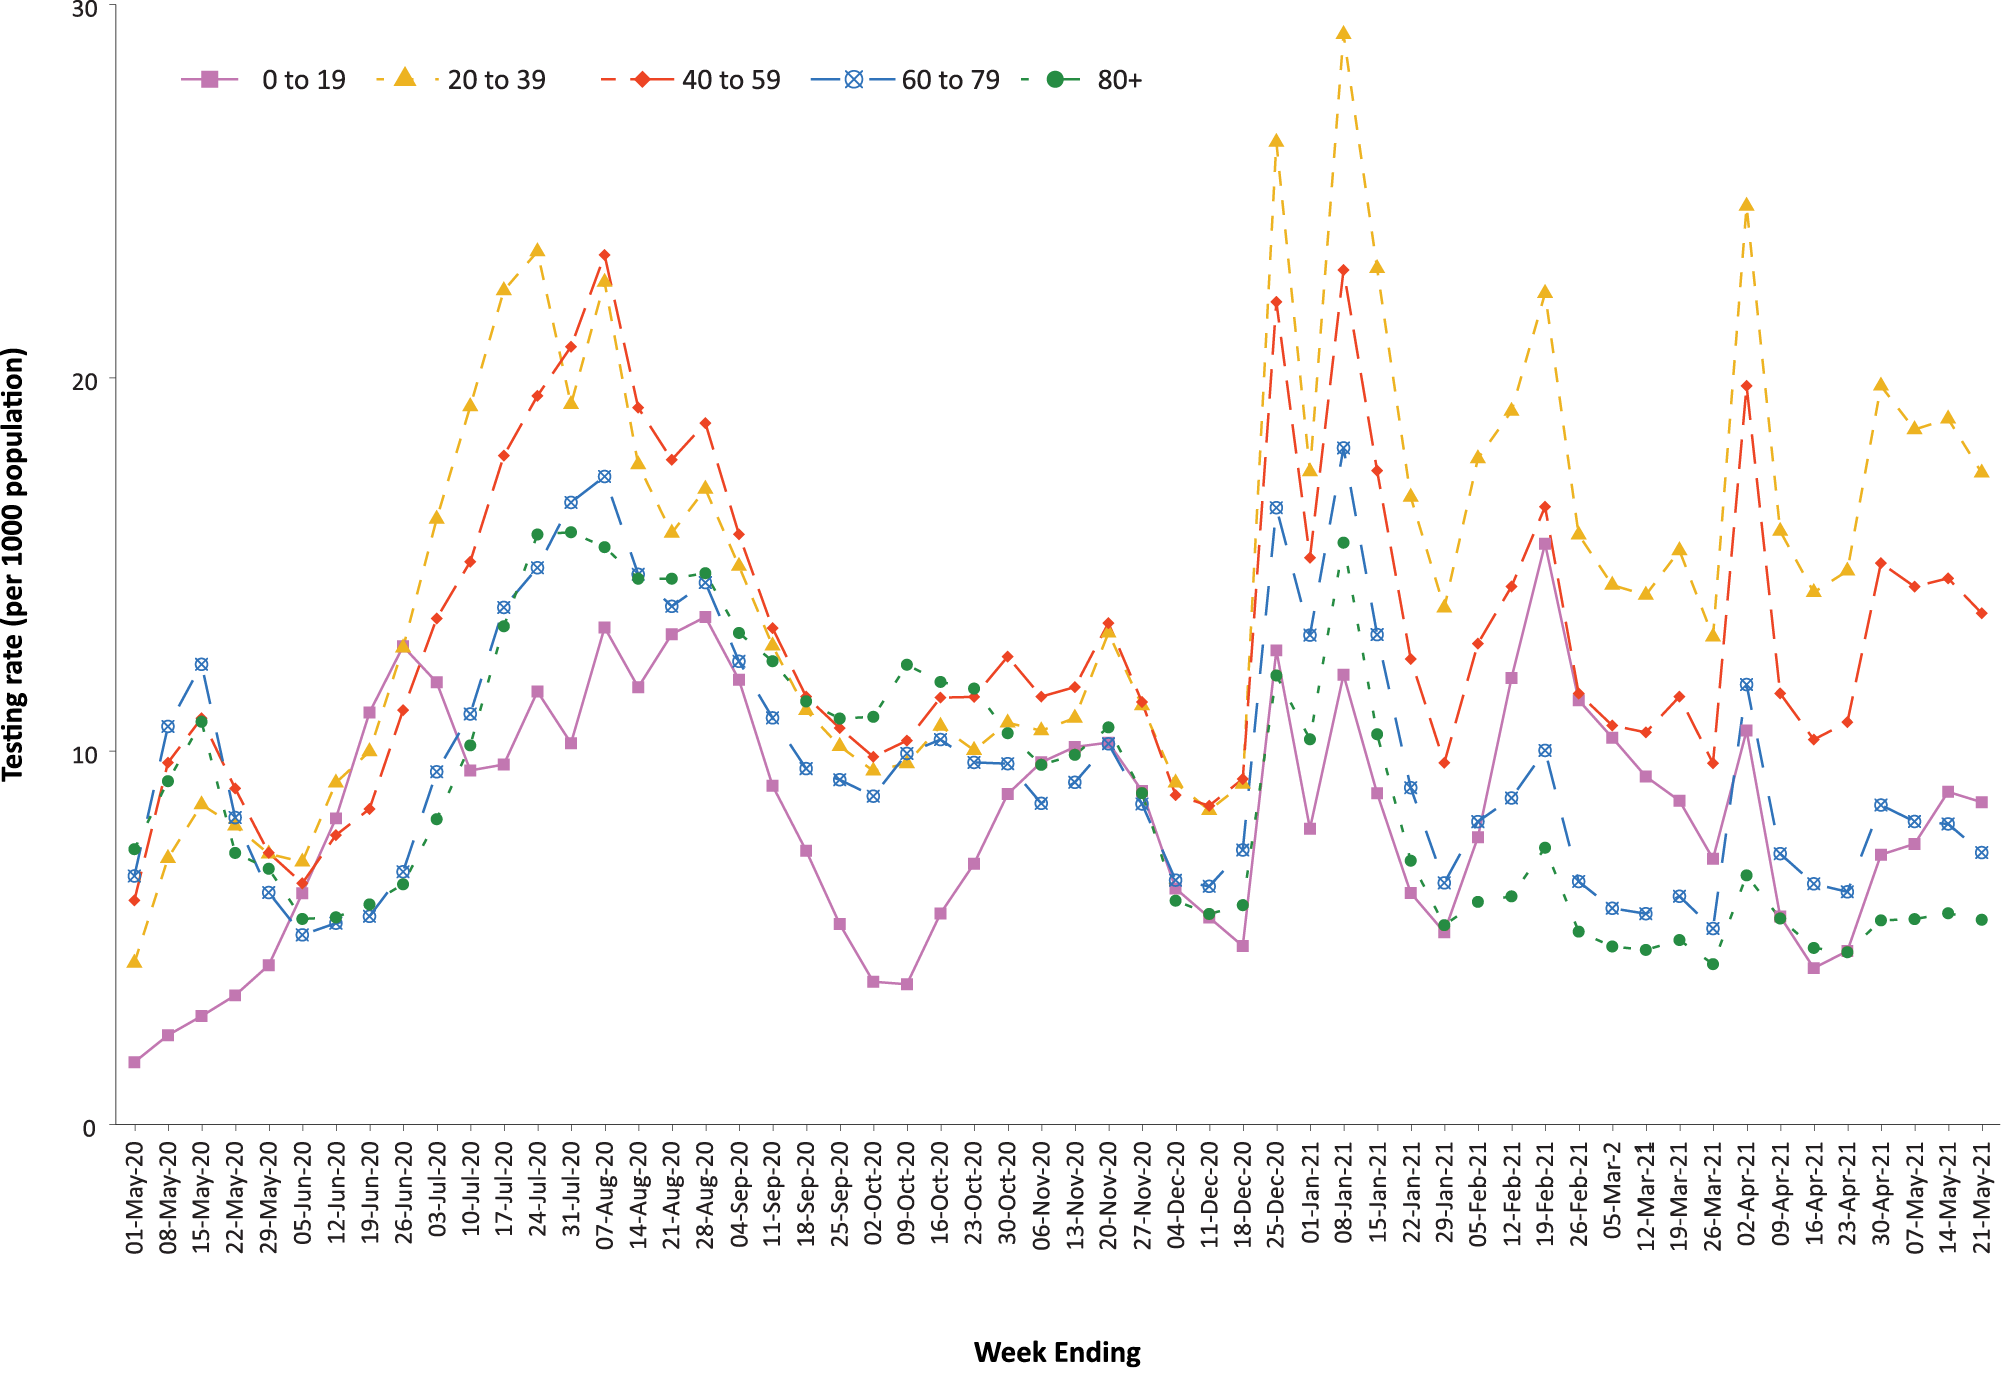 30
0 to 19 20 to 39 40 to 59 60 to 79 80+
Testing rate (per 1000 population)
20
10
0
01-May-20
08-May-20
15-May-20
22-May-20
29-May-20
05-Jun-20
12-Jun-20
19-Jun-20
26-Jun-20
03-Jul-20
10-Jul-20
17-Jul-20
24-Jul-20
31-Jul-20
07-Aug-20
14-Aug-20
21-Aug-20
28-Aug-20
04-Sep-20
11-Sep-20
18-Sep-20
25-Sep-20
02-Oct-20
09-Oct-20
16-Oct-20
23-Oct-20
30-Oct-20
06-Nov-20
13-Nov-20
20-Nov-20
27-Nov-20
04-Dec-20
11-Dec-20
18-Dec-20
25-Dec-20
01-Jan-21
08-Jan-21
15-Jan-21
22-Jan-21
29-Jan-21
05-Feb-21
12-Feb-21
19-Feb-21
26-Feb-21
05-Mar-2
12-Mar-21
19-Mar-21
26-Mar-21
02-Apr-21
09-Apr-21
16-Apr-21
23-Apr-21
30-Apr-21
07-May-21
14-May-21
21-May-21
Week Ending